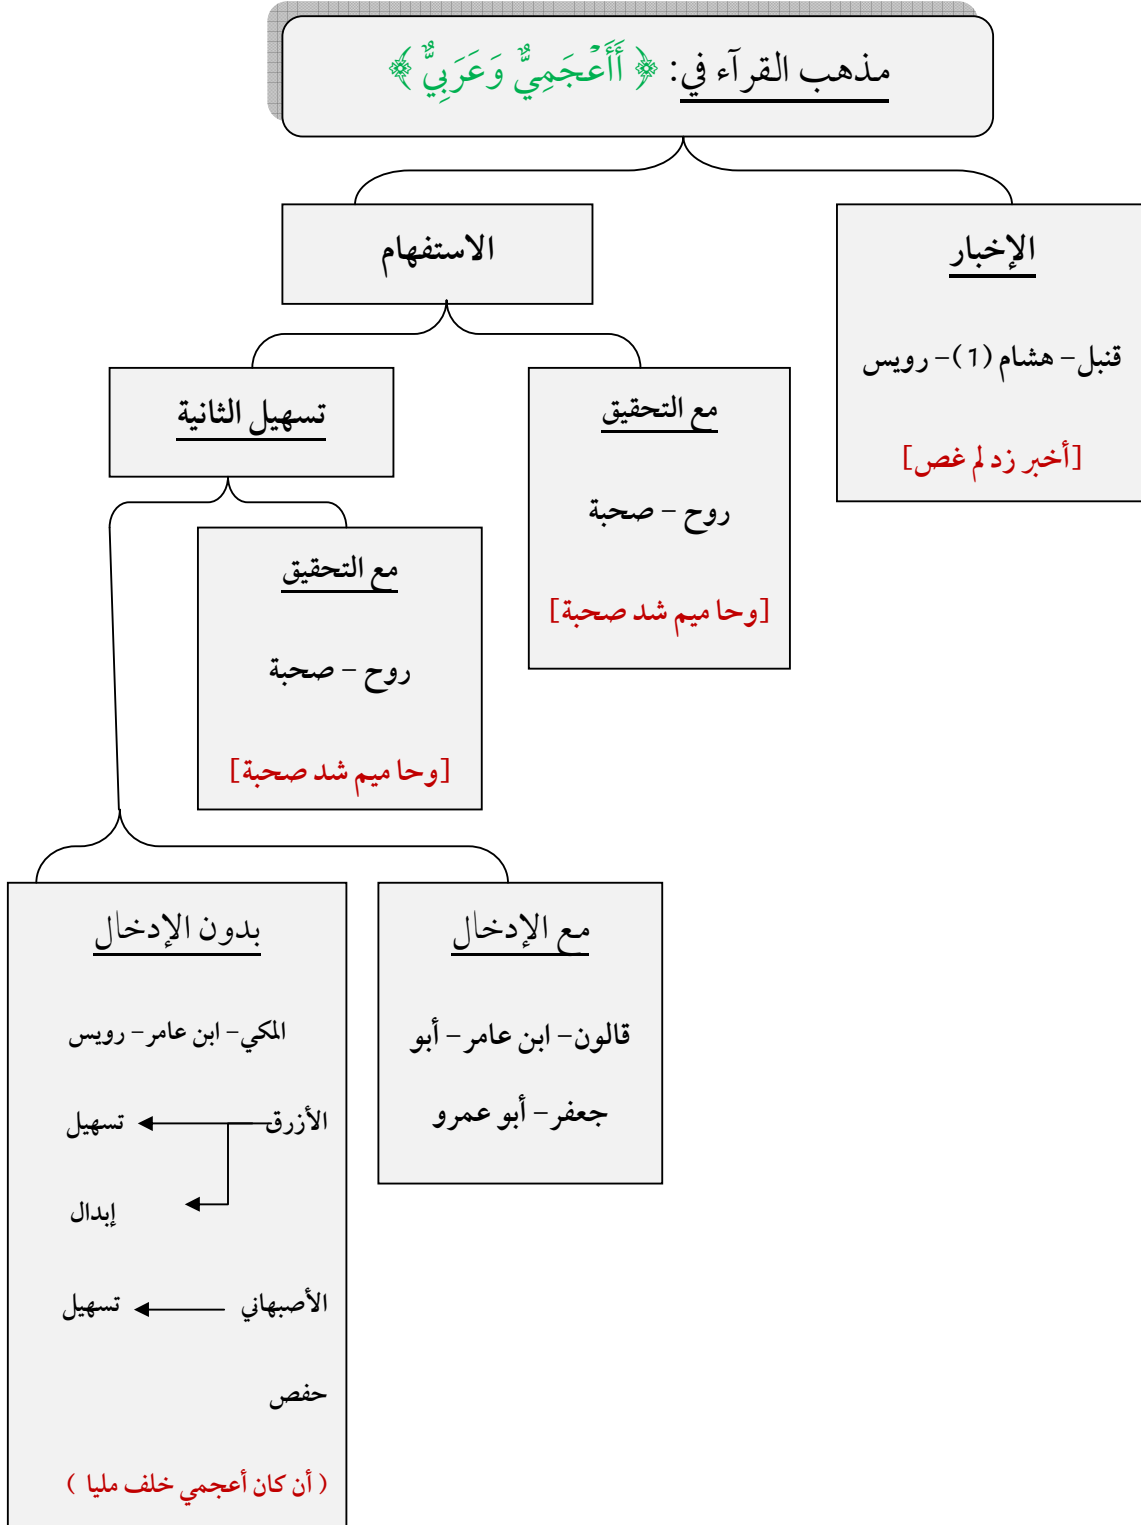 مذهب القرآء في: ﴿ أَأَعْجَمِيٌّ وَعَرَبِيٌّ ﴾
الإخبار
قنبل – هشام (1) – رويس
[أخبر زد لم غص]
الاستفهام
مع التحقيق
روح – صحبة
[وحا ميم شد صحبة]
تسهيل الثانية
مع التحقيق
روح – صحبة
[وحا ميم شد صحبة]
مع الإدخال
قالون – ابن عامر – أبو
جعفر – أبو عمرو
بدون الإدخال
المكي – ابن عامر – رويس
الأزرق تسهيل
إبدال
الأصبهاني تسهيل
حفص
( أن كان أعجمي خلف مليا )